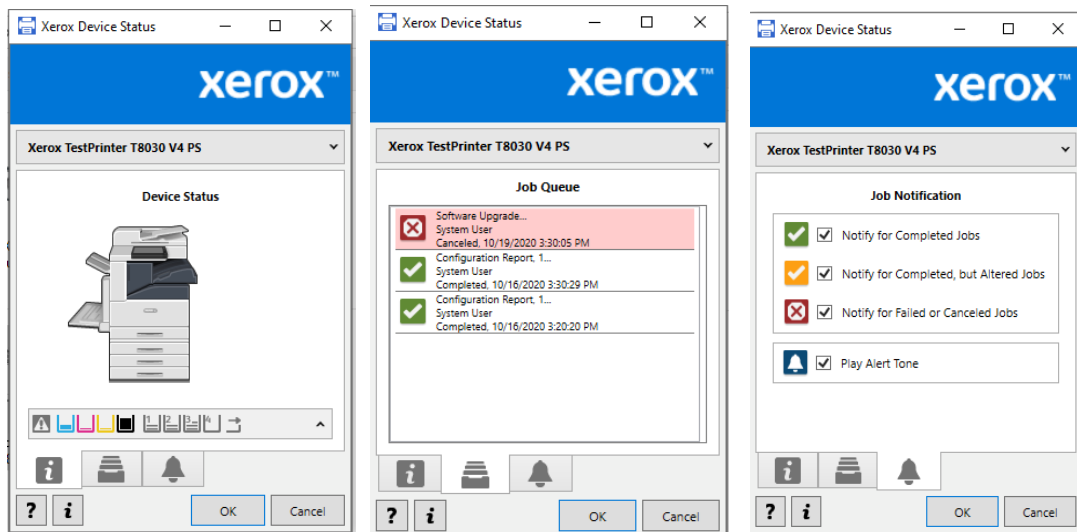 Xerox Device Status
xerox™
Xerox TestPrinter T8030 V4 PS
Device Status
1 2 3 4
? i
OK
Cancel
Xerox Device Status
xerox™
Xerox TestPrinter T8030 V4 PS
Job Queue
Software Upgrade...
System User
Canceled, 10/19/2020 3:30:05 PM
Configuration Report, 1...
System User
Completed, 10/16/2020 3:30:29 PM
Configuration Report, 1...
System User
Completed, 10/16/2020 3:20:20 PM
? i
OK
Cancel
Xerox Device Status
xerox™
Xerox TestPrinter T8030 V4 PS
Job Notification
Notify for Completed Jobs
Notify for Completed, but Altered Jobs
Notify for Failed or Canceled Jobs
Play Alert Tone
? i
OK
Cancel